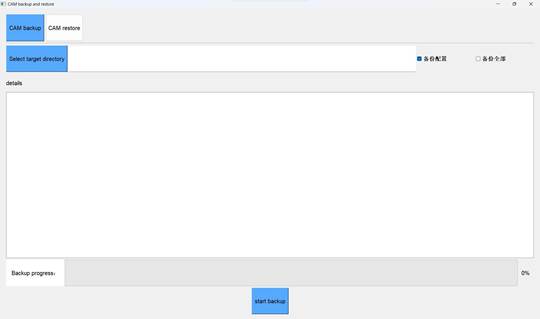 CAM backup and restore
CAM backup
CAM restore
Select target directory
备份配置
备份全部
details
Backup progress:
0%
start backup